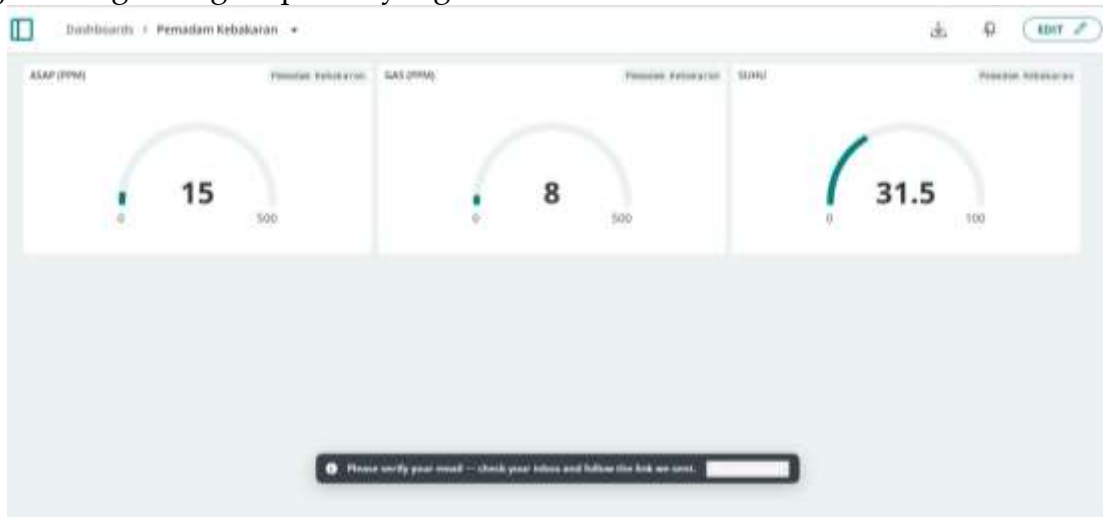 Dashboards Pemadam Kebakaran
EDIT
ASAP (PPM) Pemadam Kebakaran
15
0 500
GAS (PPM) Pemadam Kebakaran
8
0 500
SUHU Pemadam Kebakaran
31.5
0 100
Please verify your email — check your inbox and follow the link we sent.